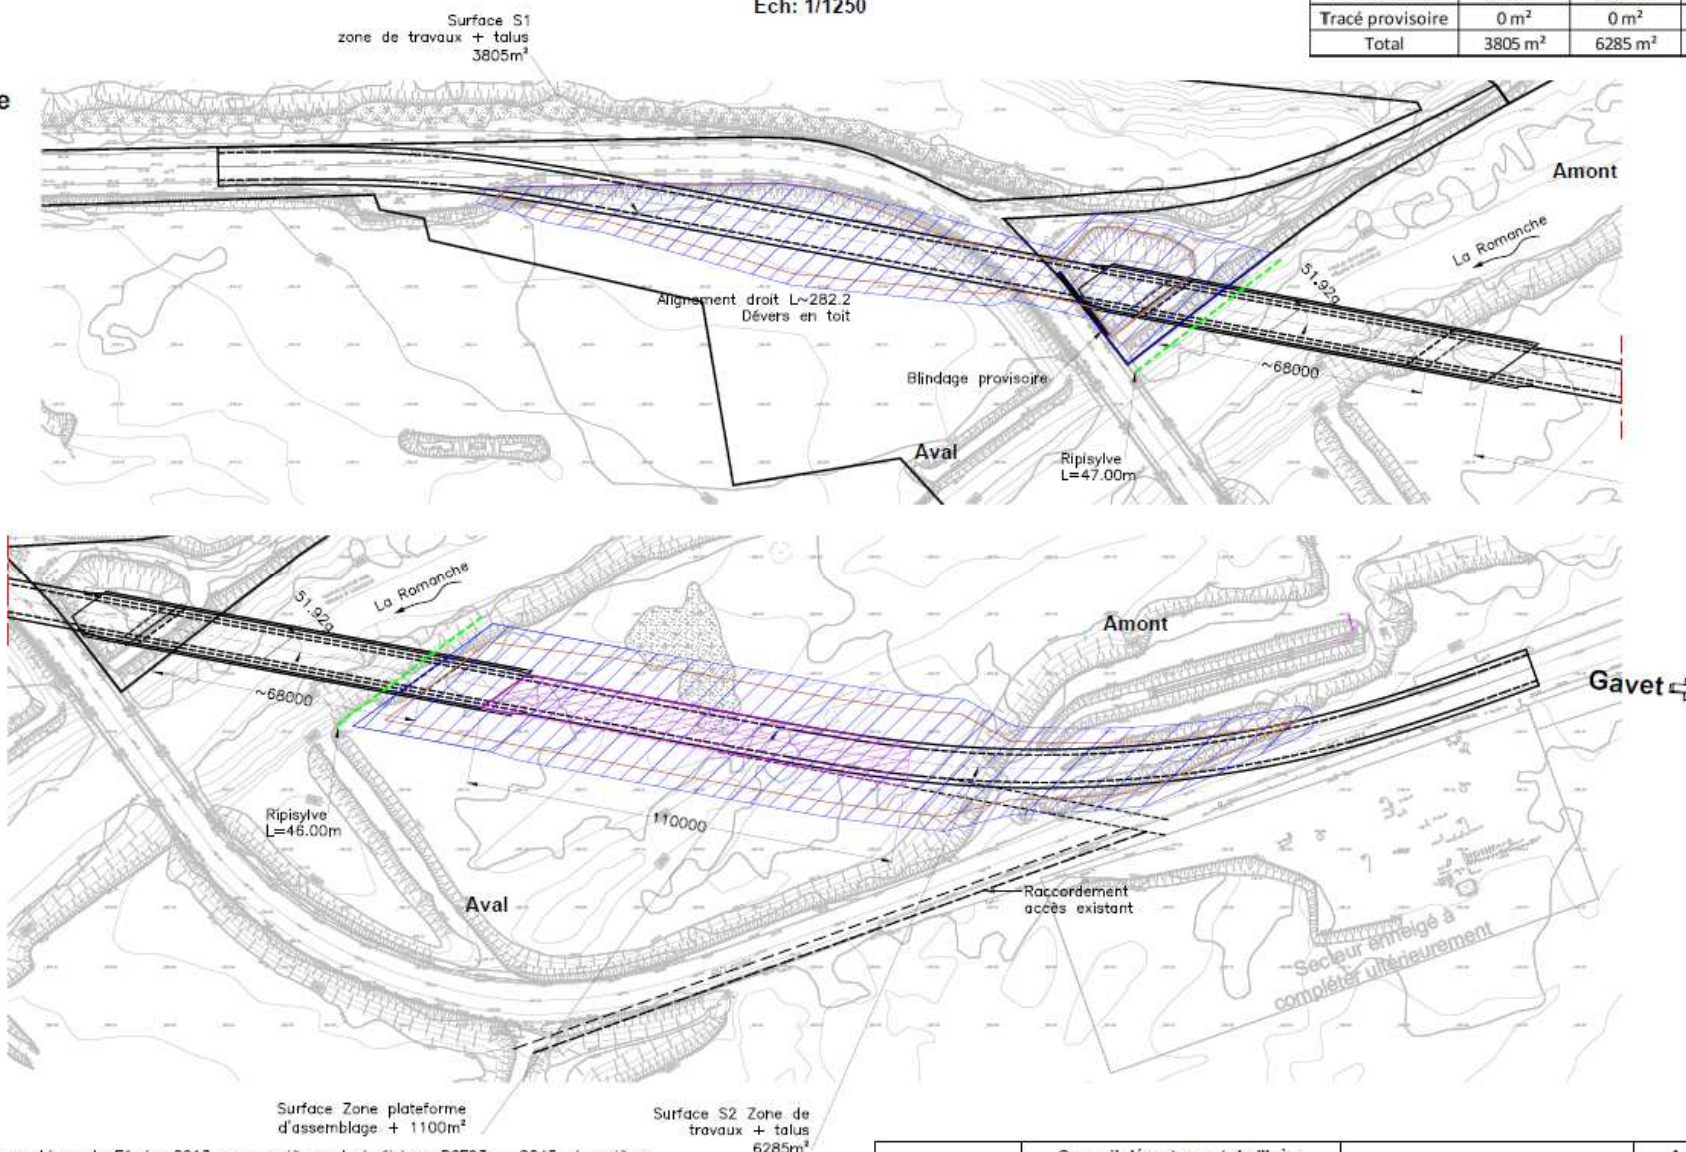 Ech: 1/1250
Tracé provisoire 0 m² 0 m²
Total 3805 m² 6285 m²
Surface S1
zone de travaux + talus
3805m²
e
Amont
La Romanche
51.92g
Alignement droit L~282.2
Dévers en toit
~68000
Blindage provisoire
Aval
Ripisylve
L=47.00m
La Romanche
51.92g
Amont
Gavet
~68000
Ripisylve
L=46.00m
110000
Aval
Raccordement
accès existant
Secteur enneigé à
compléter ultérieurement
Surface Zone plateforme
d'assemblage + 1100m²
Surface S2 Zone de
travaux + talus
6285m²